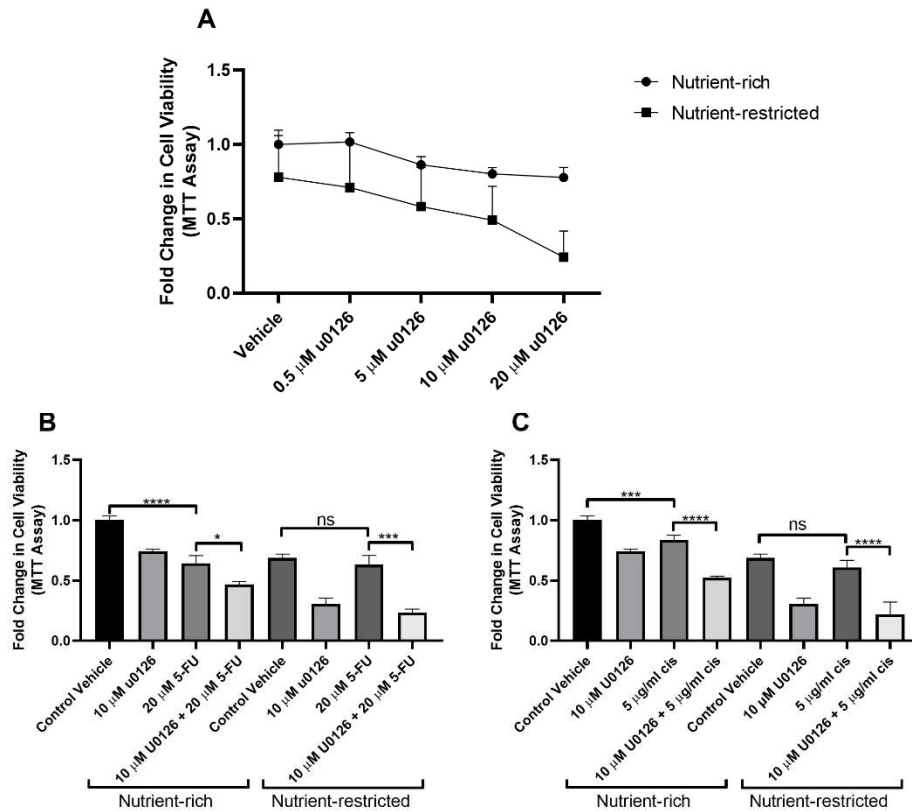 A
Fold Change in Cell Viability
(MTT Assay)
1.5
1.0
0.5
0.0
Vehicle
0.5 μM u0126
5 μM u0126
10 μM u0126
20 μM u0126
Nutrient-rich
Nutrient-restricted
B
Fold Change in Cell Viability
(MTT Assay)
1.5
1.0
0.5
0.0
****
*
ns
***
Control Vehicle
10 μM u0126
20 μM 5-FU
10 μM U0126 + 20 μM 5-FU
Control Vehicle
10 μM u0126
20 μM 5-FU
10 μM U0126 + 20 μM 5-FU
Nutrient-rich
Nutrient-restricted
C
Fold Change in Cell Viability
(MTT Assay)
1.5
1.0
0.5
0.0
***
****
ns
****
Control Vehicle
10 μM U0126
5 μg/ml cis
10 μM U0126 + 5 μg/ml cis
Control Vehicle
10 μM U0126
5 μg/ml cis
10 μM U0126 + 5 μg/ml cis
Nutrient-rich
Nutrient-restricted